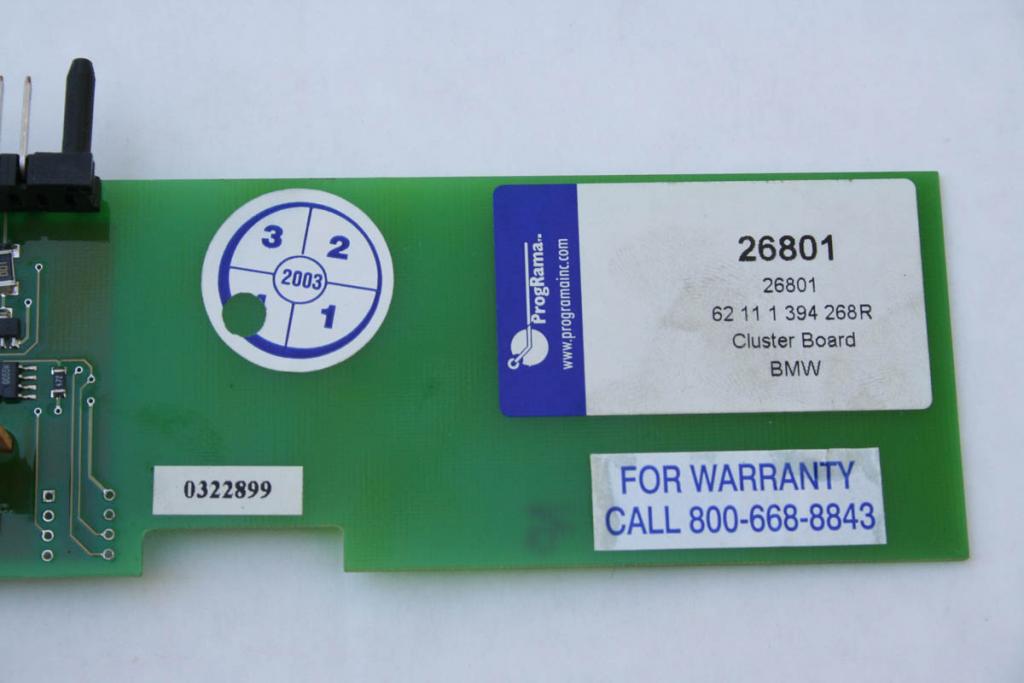 3
2
2003
1
ProgRama
www.programainc.com
26801
26801
62 11 1 394 268R
Cluster Board
BMW
0322899
FOR WARRANTY
CALL 800-668-8843